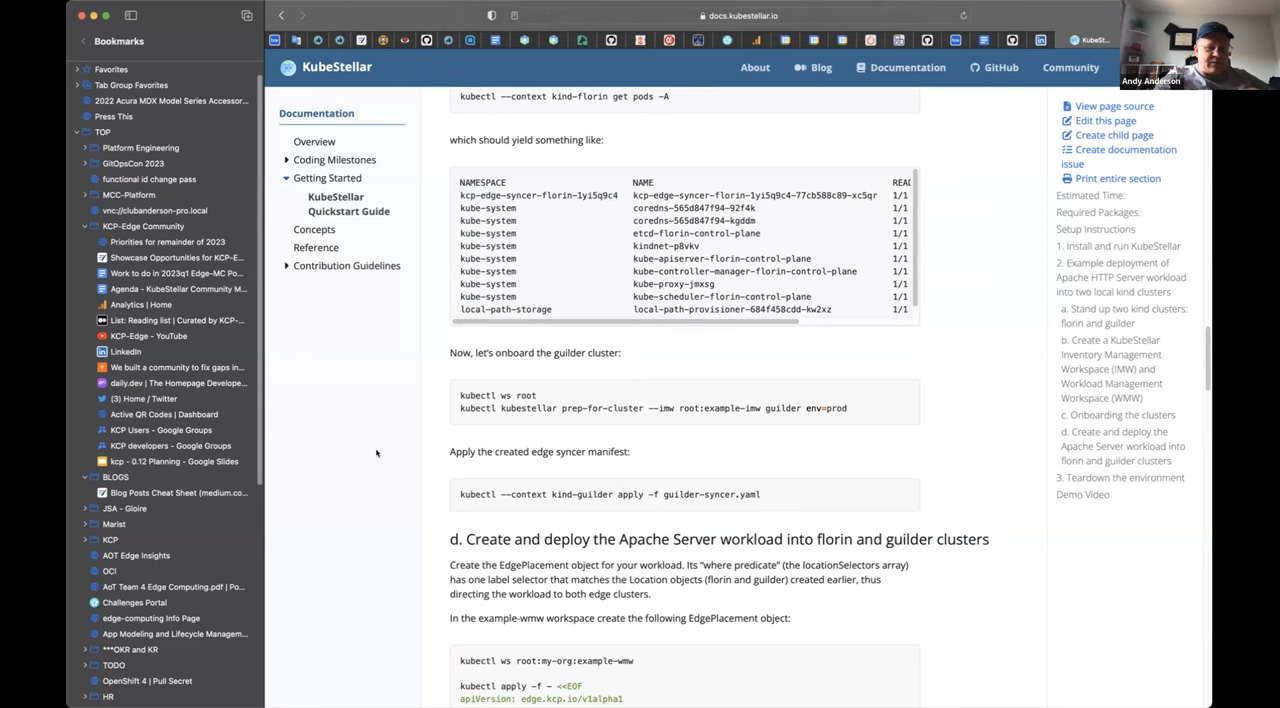 Bookmarks
Favorites
Tab Group Favorites
2022 Acura MDX Model Series Accessor...
Press This
TOP
Platform Engineering
GitOpsCon 2023
functional id change pass
MCC-Platform
vnc://clubanderson-pro.local
KCP-Edge Community
Priorities for remainder of 2023
Showcase Opportunities for KCP-E...
Work to do in 2023q1 Edge-MC Po...
Agenda - KubeStellar Community M...
Analytics | Home
List: Reading list | Curated by KCP-...
KCP-Edge - YouTube
LinkedIn
We built a community to fix gaps in...
daily.dev | The Homepage Develope...
(3) Home / Twitter
Active QR Codes | Dashboard
KCP Users - Google Groups
KCP developers - Google Groups
kcp - 0.12 Planning - Google Slides
BLOGS
Blog Posts Cheat Sheet (medium.co...
JSA - Gloire
Marist
KCP
AOT Edge Insights
OCI
AoT Team 4 Edge Computing.pdf | Po...
Challenges Portal
edge-computing Info Page
App Modeling and Lifecycle Managem...
***OKR and KR
TODO
OpenShift 4 | Pull Secret
HR
docs.kubestellar.io
KubeSt...
Andy Anderson
KubeStellar
About
Blog
Documentation
GitHub
Community
Documentation
Overview
Coding Milestones
Getting Started
KubeStellar
Quickstart Guide
Concepts
Reference
Contribution Guidelines
kubectl --context kind-florin get pods -A
which should yield something like:
NAMESPACE NAME READ
kcp-edge-syncer-florin-1yi5q9c4 kcp-edge-syncer-florin-1yi5q9c4-77cb588c89-xc5qr 1/1
kube-system coredns-565d847f94-92f4k 1/1
kube-system coredns-565d847f94-kgddm 1/1
kube-system etcd-florin-control-plane 1/1
kube-system kindnet-p8vkv 1/1
kube-system kube-apiserver-florin-control-plane 1/1
kube-system kube-controller-manager-florin-control-plane 1/1
kube-system kube-proxy-jmxsg 1/1
kube-system kube-scheduler-florin-control-plane 1/1
local-path-storage local-path-provisioner-684f458cdd-kw2xz 1/1
Now, let's onboard the guilder cluster:
kubectl ws root
kubectl kubestellar prep-for-cluster --imw root:example-imw guilder env=prod
Apply the created edge syncer manifest:
kubectl --context kind-guilder apply -f guilder-syncer.yaml
d. Create and deploy the Apache Server workload into florin and guilder clusters
Create the EdgePlacement object for your workload. Its "where predicate" (the locationSelectors array)
has one label selector that matches the Location objects (florin and guilder) created earlier, thus
directing the workload to both edge clusters.
In the example-wmw workspace create the following EdgePlacement object:
kubectl ws root:my-org:example-wmw
kubectl apply -f - <<EOF
apiVersion: edge.kcp.io/v1alpha1
View page source
Edit this page
Create child page
Create documentation
issue
Print entire section
Estimated Time:
Required Packages:
Setup Instructions
1. Install and run KubeStellar
2. Example deployment of
Apache HTTP Server workload
into two local kind clusters
a. Stand up two kind clusters:
florin and guilder
b. Create a KubeStellar
Inventory Management
Workspace (IMW) and
Workload Management
Workspace (WMW)
c. Onboarding the clusters
d. Create and deploy the
Apache Server workload into
florin and guilder clusters
3. Teardown the environment
Demo Video